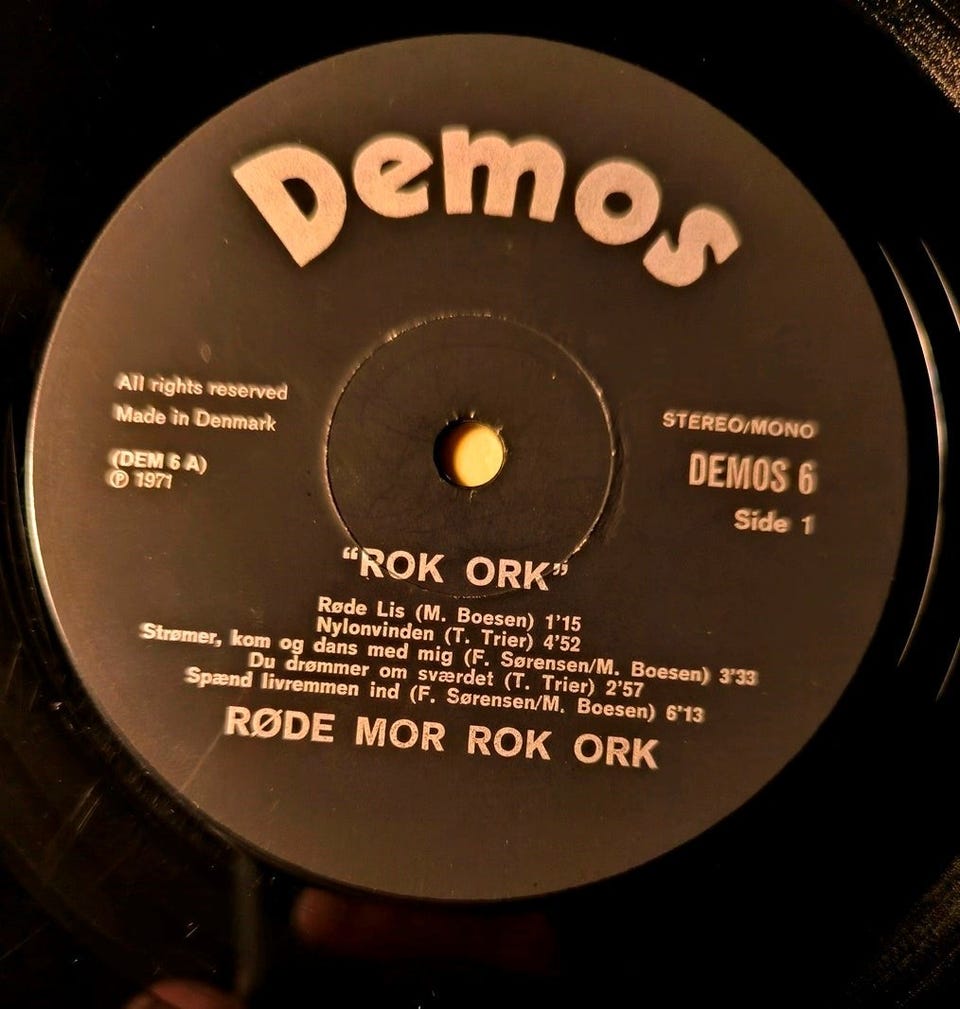 Demos
All rights reserved
Made in Denmark
(DEM 6 A)
℗ 1971
STEREO/MONO
DEMOS 6
Side 1
“ROK ORK”
Røde Lis (M. Boesen) 1’15
Nylonvinden (T. Trier) 4’52
Strømer, kom og dans med mig (F. Sørensen/M. Boesen) 3’33
Du drømmer om sværdet (T. Trier) 2’57
Spænd livremmen ind (F. Sørensen/M. Boesen) 6’13
RØDE MOR ROK ORK